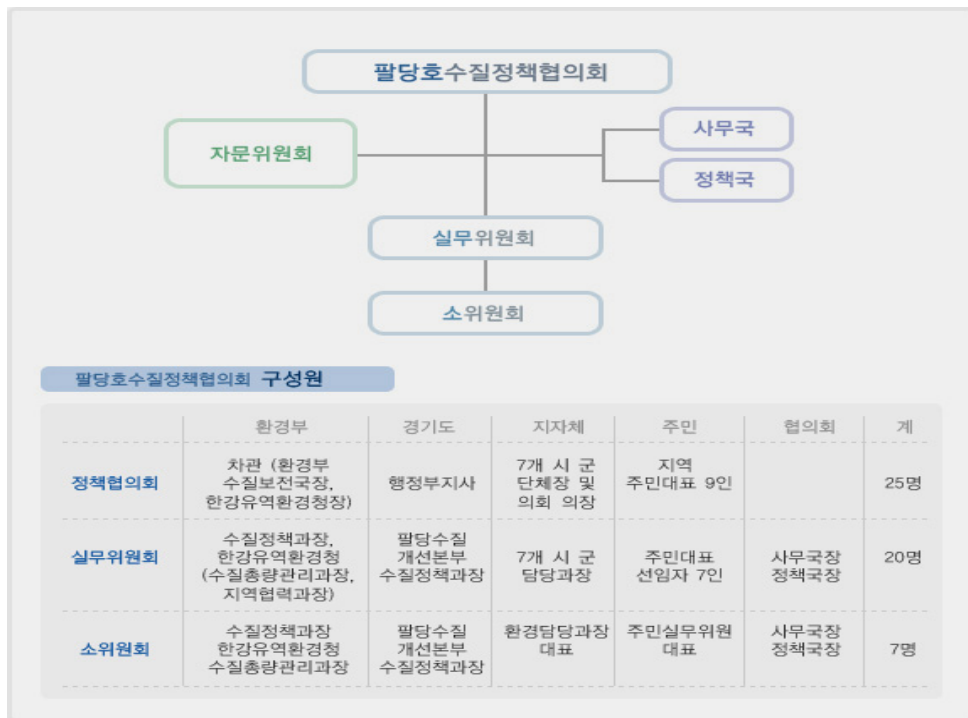 팔당호수질정책협의회
자문위원회
사무국
정책국
실무위원회
소위원회
팔당호수질정책협의회 구성원
환경부 경기도 지자체 주민 협의회 계
정책협의회
차관 (환경부
수질보전국장,
한강유역환경청장)
행정부지사
7개 시 군
단체장 및
의회 의장
지역
주민대표 9인
25명
실무위원회
수질정책과장,
한강유역환경청
(수질총량관리과장,
지역협력과장)
팔당수질
개선본부
수질정책과장
7개 시 군
담당과장
주민대표
선임자 7인
사무국장
정책국장
20명
소위원회
수질정책과장
한강유역환경청
수질총량관리과장
팔당수질
개선본부
수질정책과장
환경담당과장
대표
주민실무위원
대표
사무국장
정책국장
7명